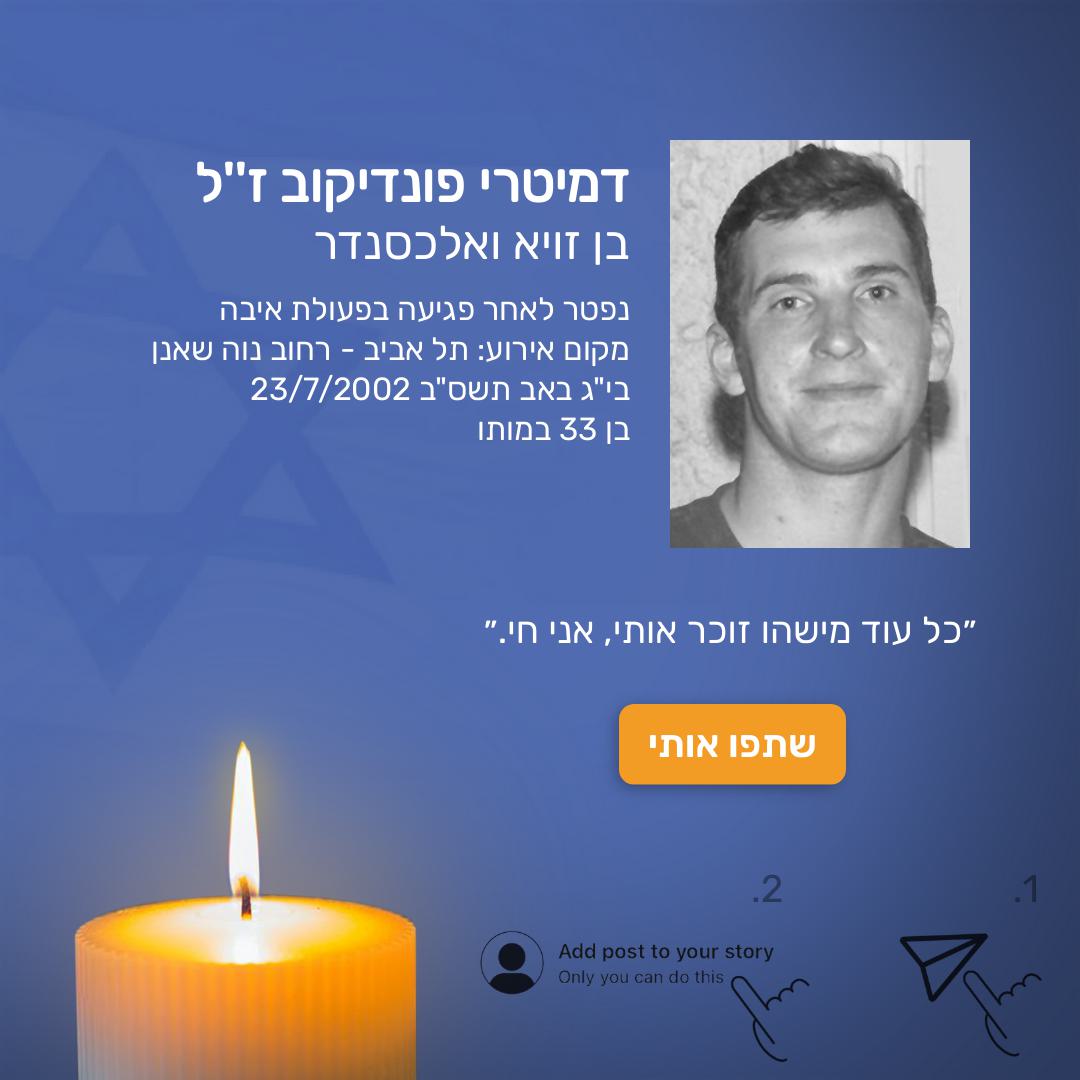 דמיטרי פונדיקוב ז"ל
בן זויא ואלכסנדר
נפטר לאחר פגיעה בפעולת איבה
מקום אירוע: תל אביב - רחוב נוה שאנן
בי"ג באב תשס"ב 23/7/2002
בן 33 במותו
״כל עוד מישהו זוכר אותי, אני חי.״
שתפו אותי
1.
2.
Add post to your story
Only you can do this